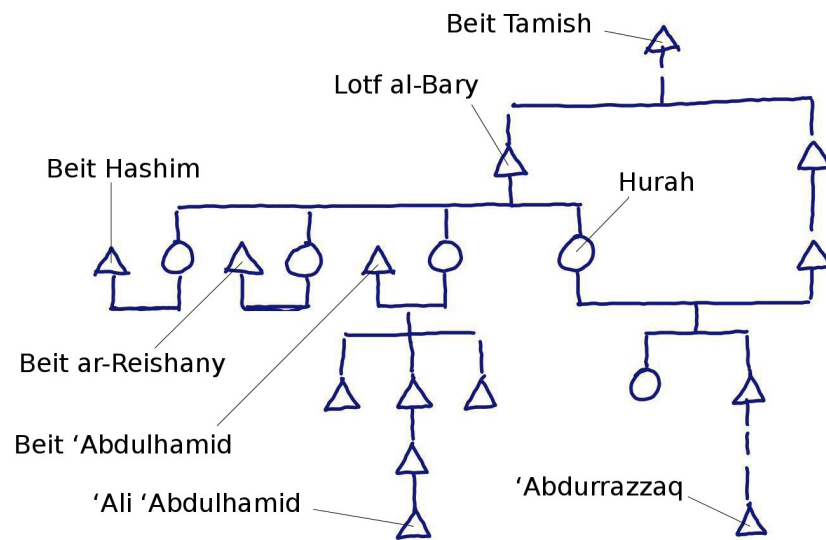 Beit Tamish
Lotf al-Bary
Beit Hashim
Hurah
Beit ar-Reishany
Beit ‘Abdulhamid
‘Ali ‘Abdulhamid
‘Abdurrazzaq